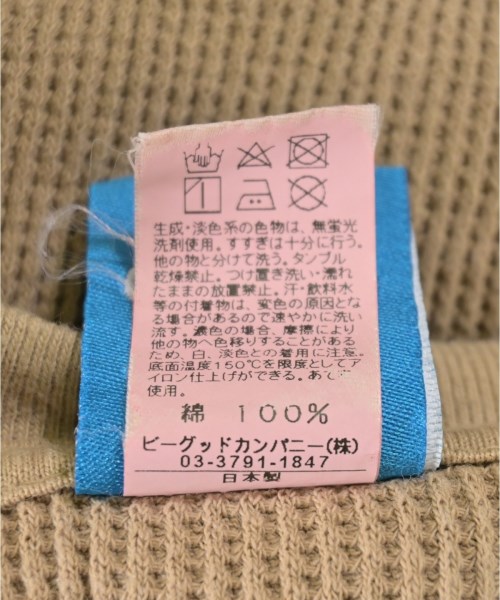 生成・淡色系の色物は、無蛍光
洗剤使用。すすぎは十分に行う。
他の物と分けて洗う。タンブル
乾燥禁止。つけ置き洗い・濡れ
たままの放置禁止。汗・飲料水
等の付着物は、変色の原因とな
る場合があるので速やかに洗い
流す。濃色の場合、摩擦により
他の物へ色移りすることがある
ため、白、淡色との着用に注意。
底面温度150℃を限度としてア
イロン仕上げができる。あて布
使用。
綿 100%
ビーグッドカンパニー(株)
03-3791-1847
日本製